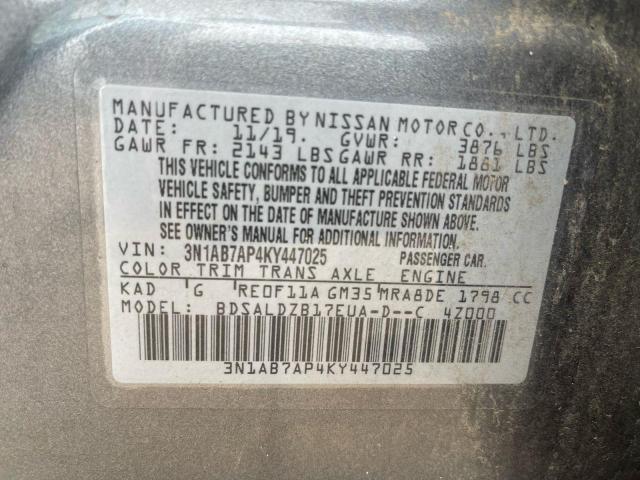 MANUFACTURED BY NISSAN MOTOR CO., LTD.
DATE: 11/19. GVWR: 3876 LBS
GAWR FR: 2143 LBS GAWR RR: 1881 LBS
THIS VEHICLE CONFORMS TO ALL APPLICABLE FEDERAL MOTOR
VEHICLE SAFETY, BUMPER AND THEFT PREVENTION STANDARDS
IN EFFECT ON THE DATE OF MANUFACTURE SHOWN ABOVE.
SEE OWNER'S MANUAL FOR ADDITIONAL INFORMATION.
VIN: 3N1AB7AP4KY447025 PASSENGER CAR.
COLOR TRIM TRANS AXLE ENGINE
KAD G RE0F11A GM35 MRA8DE 1798 CC
MODEL: BDSALDZB17EUA-D--C 4Z000
3N1AB7AP4KY447025